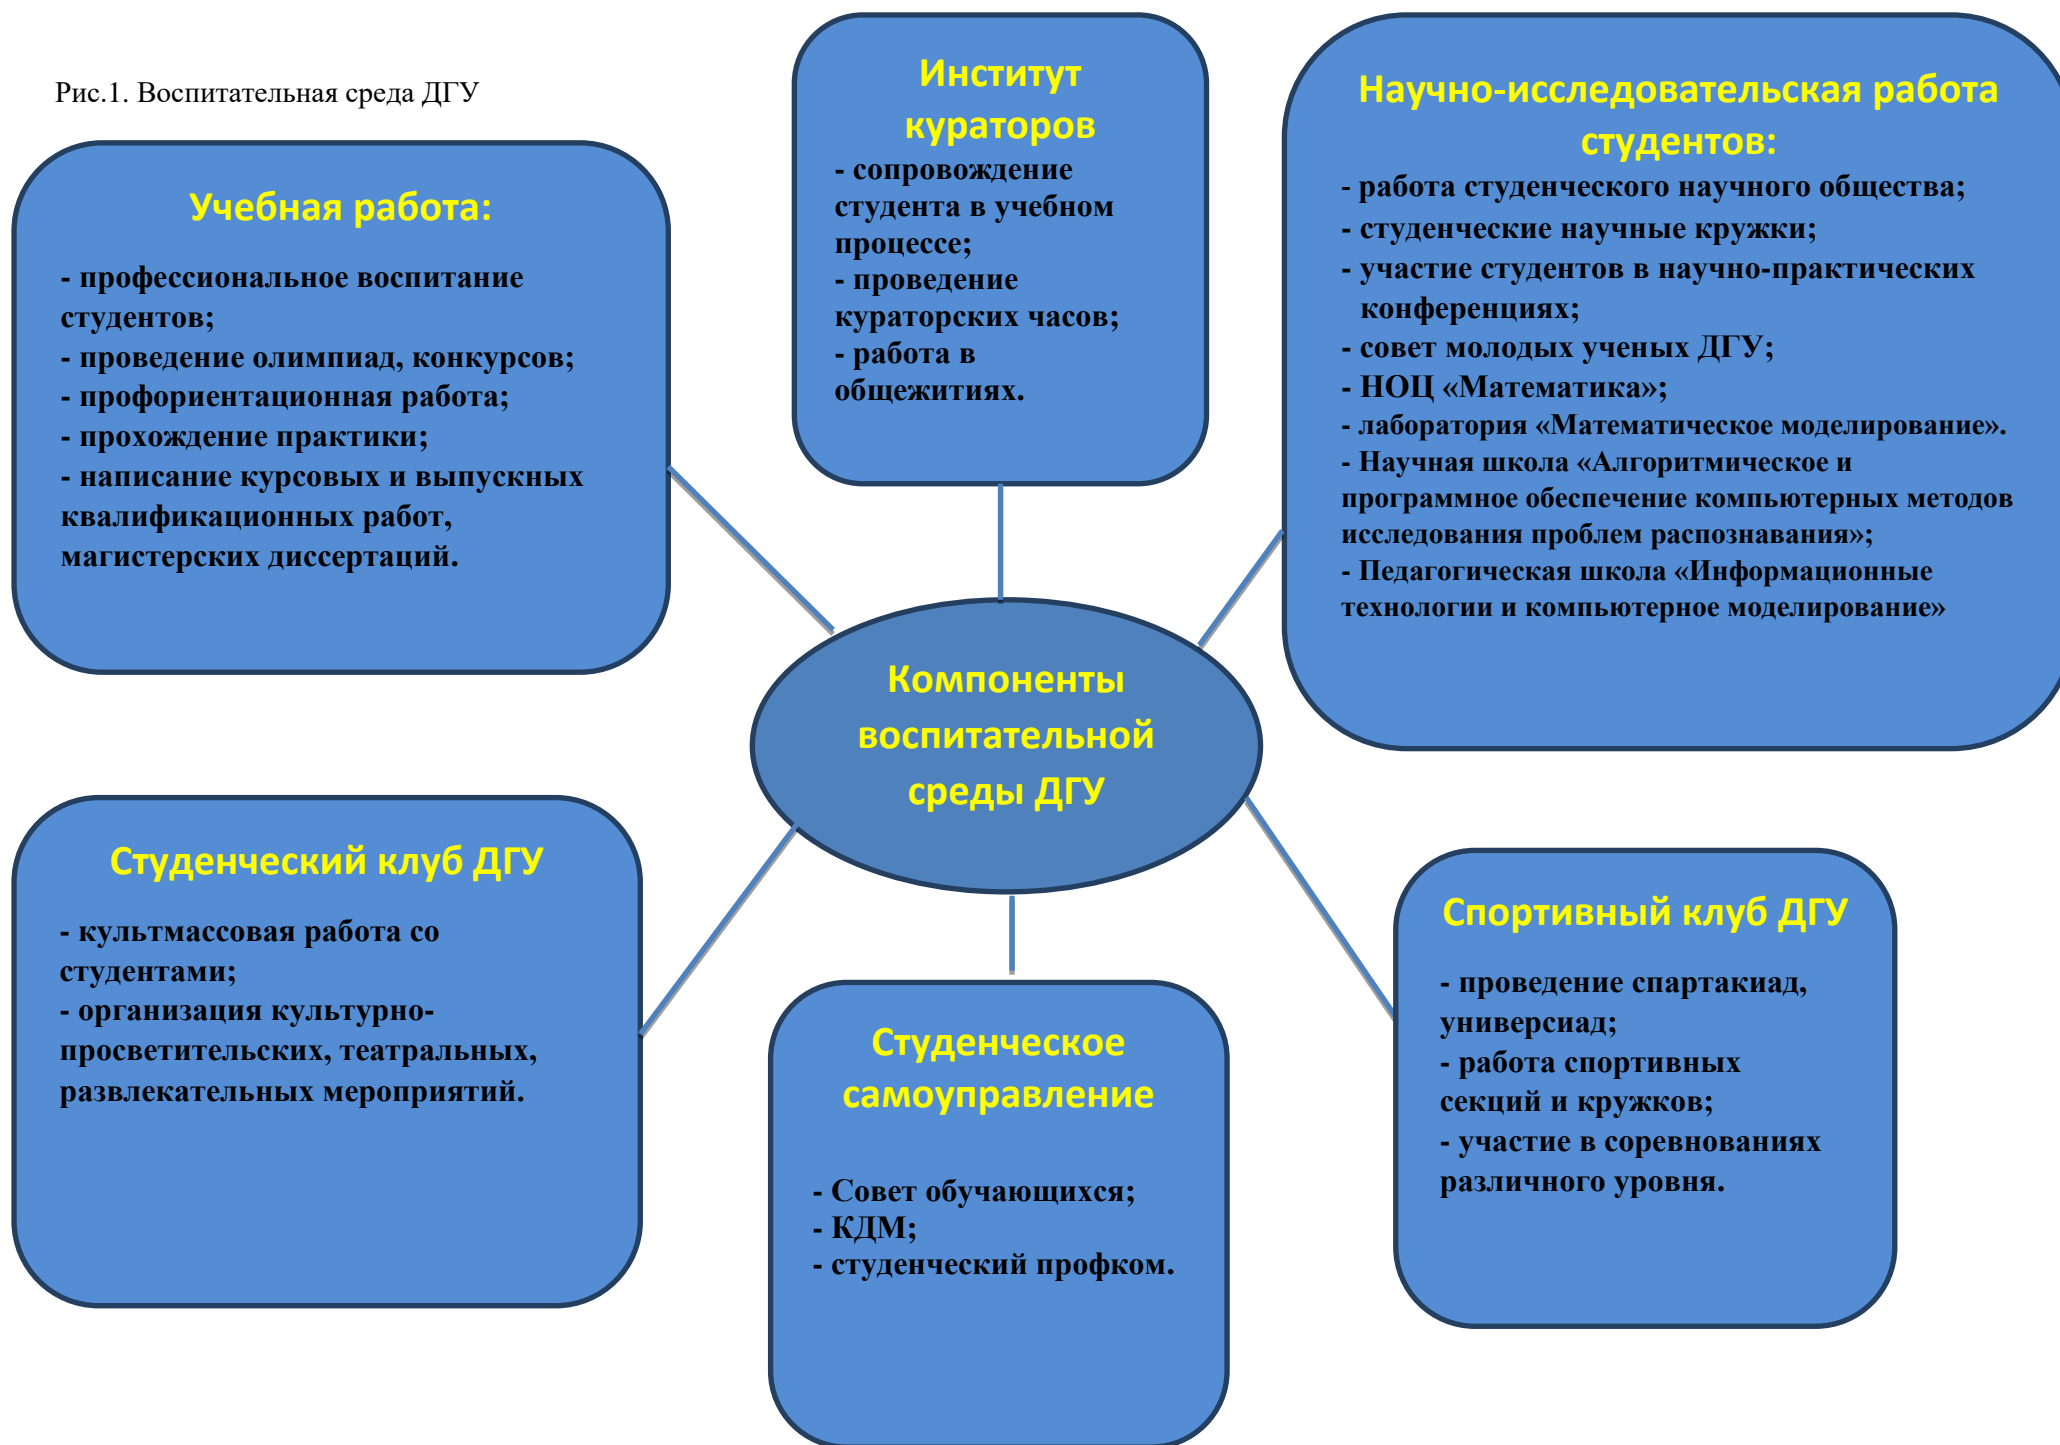 Рис.1. Воспитательная среда ДГУ
Учебная работа:
- профессиональное воспитание
студентов;
- проведение олимпиад, конкурсов;
- профориентационная работа;
- прохождение практики;
- написание курсовых и выпускных
квалификационных работ,
магистерских диссертаций.
Институт
кураторов
- сопровождение
студента в учебном
процессе;
- проведение
кураторских часов;
- работа в
общежитиях.
Научно-исследовательская работа
студентов:
- работа студенческого научного общества;
- студенческие научные кружки;
- участие студентов в научно-практических
конференциях;
- совет молодых ученых ДГУ;
- НОЦ «Математика»;
- лаборатория «Математическое моделирование».
- Научная школа «Алгоритмическое и
программное обеспечение компьютерных методов
исследования проблем распознавания»;
- Педагогическая школа «Информационные
технологии и компьютерное моделирование»
Компоненты
воспитательной
среды ДГУ
Студенческий клуб ДГУ
- культмассовая работа со
студентами;
- организация культурно-
просветительских, театральных,
развлекательных мероприятий.
Студенческое
самоуправление
- Совет обучающихся;
- КДМ;
- студенческий профком.
Спортивный клуб ДГУ
- проведение спартакиад,
универсиад;
- работа спортивных
секций и кружков;
- участие в соревнованиях
различного уровня.